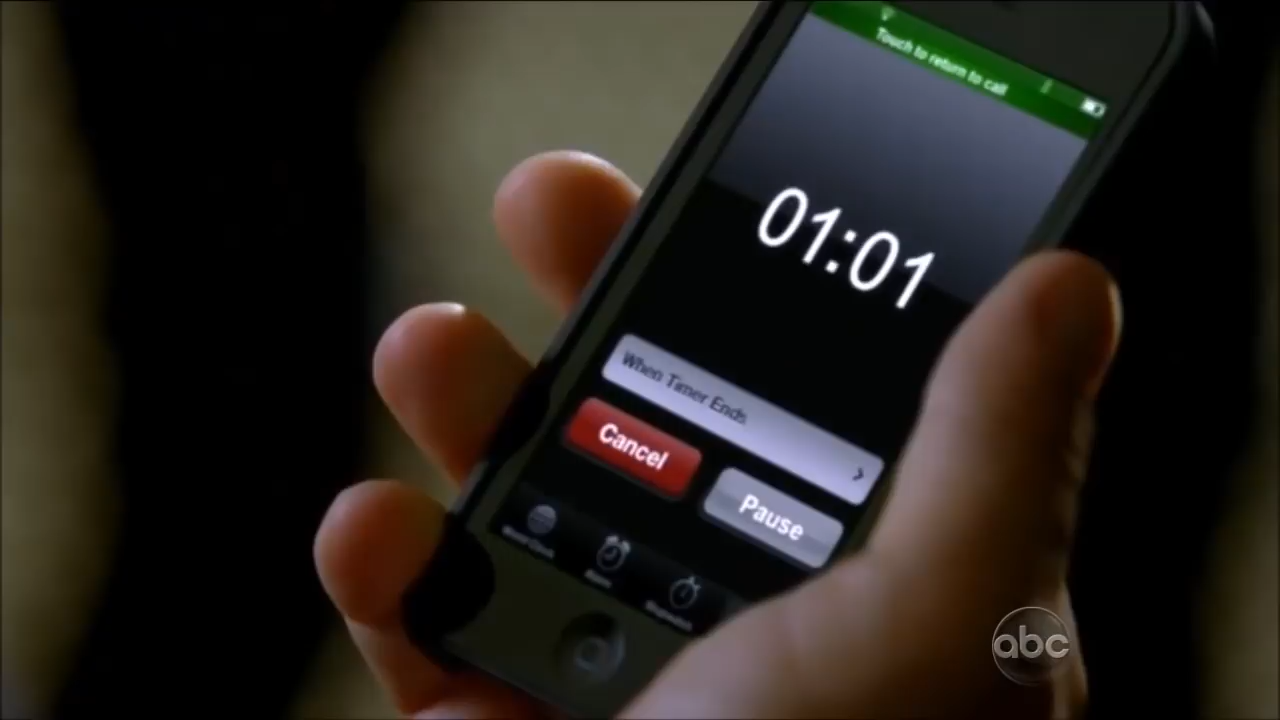 Touch to return to call
01:01
When Timer Ends
Cancel
Pause
abc